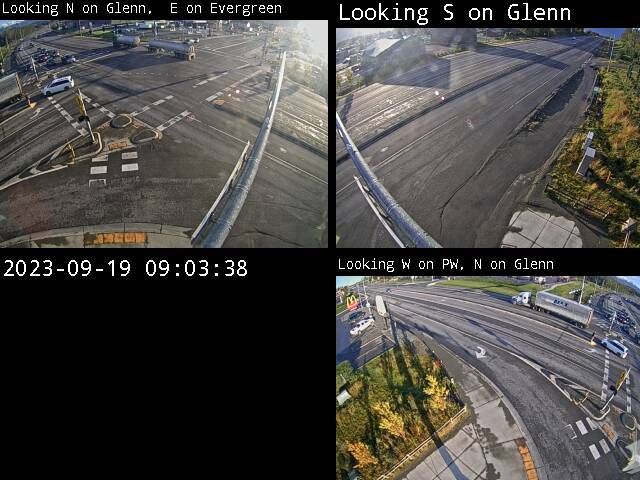 Looking N on Glenn,  E on Evergreen
Looking S on Glenn
2023-09-19 09:03:38
Looking W on PW, N on Glenn